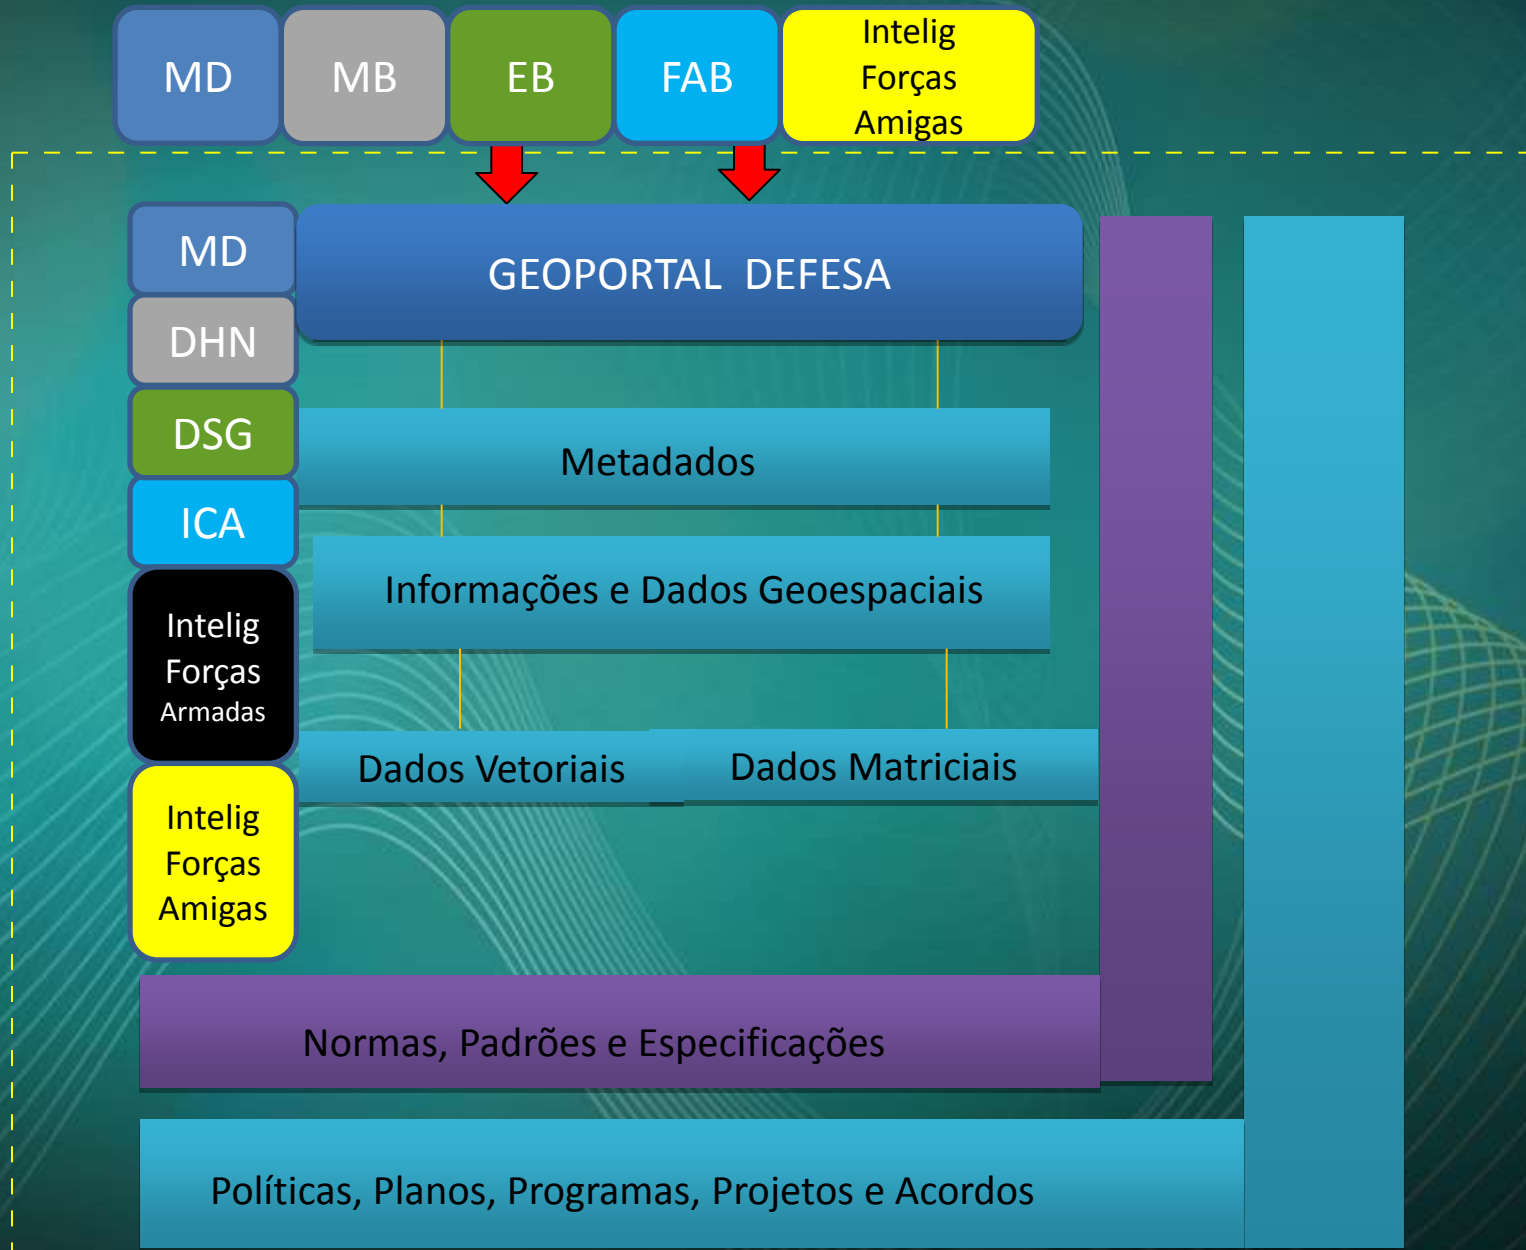 MD
MB
EB
FAB
Intelig
Forças
Amigas
MD
GEOPORTAL DEFESA
DHN
DSG
Metadados
ICA
Informações e Dados Geoespaciais
Intelig
Forças
Armadas
Dados Vetoriais
Dados Matriciais
Intelig
Forças
Amigas
Normas, Padrões e Especificações
Políticas, Planos, Programas, Projetos e Acordos